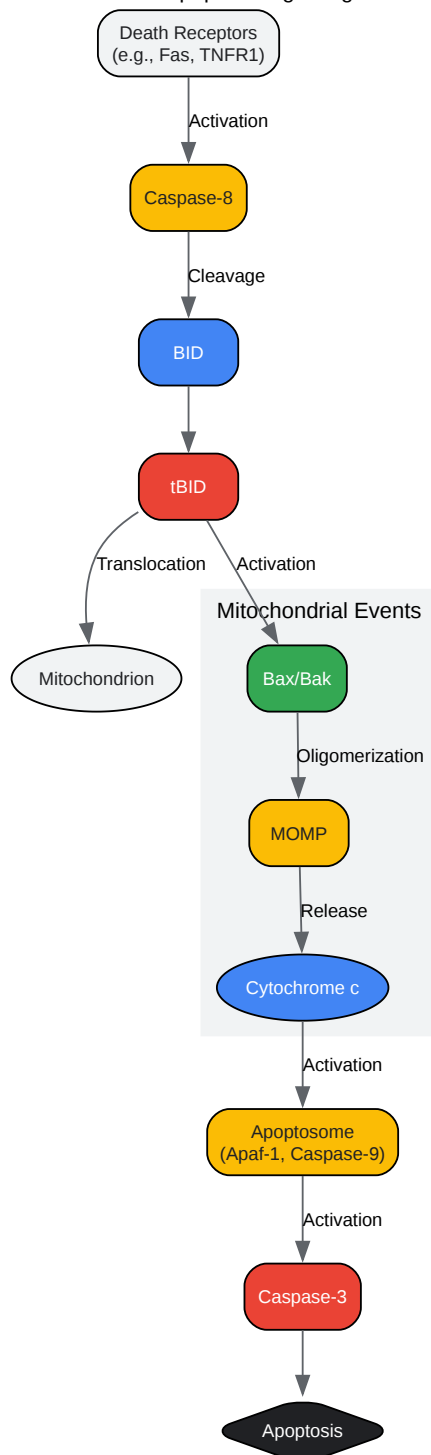 Death Receptors
(e.g., Fas, TNFR1)
Activation
Caspase-8
Cleavage
BID
tBID
Translocation
Activation
Mitochondrial Events
Mitochondrion
Bax/Bak
Oligomerization
MOMP
Release
Cytochrome c
Activation
Apoptosome
(Apaf-1, Caspase-9)
Activation
Caspase-3
Apoptosis